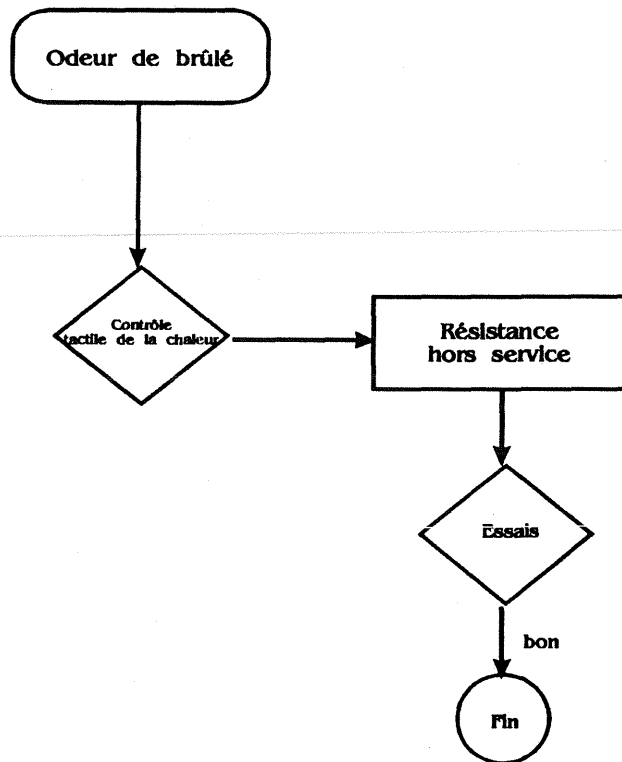 Odeur de brûlé
Contrôle
tactile de la chaleur
Résistance
hors service
Essais
bon
Fin